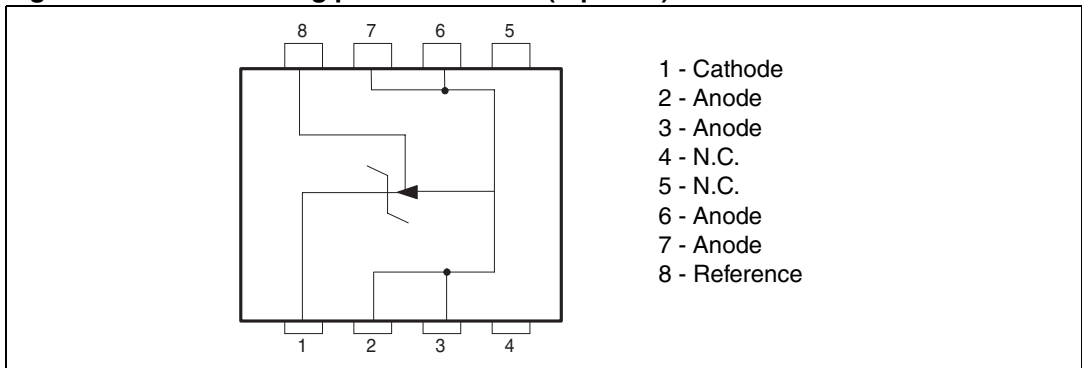 8 7 6 5
1 - Cathode
2 - Anode
3 - Anode
4 - N.C.
5 - N.C.
6 - Anode
7 - Anode
8 - Reference
1 2 3 4